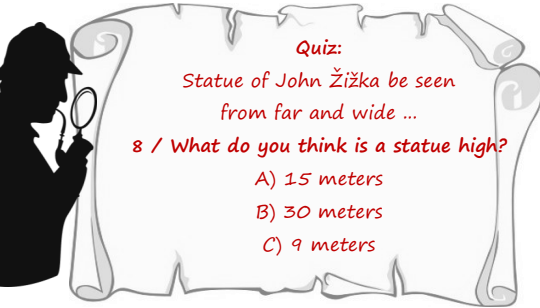 Quiz:
Statue of John Žižka be seen
from far and wide ...
8 / What do you think is a statue high?
A) 15 meters
B) 30 meters
C) 9 meters